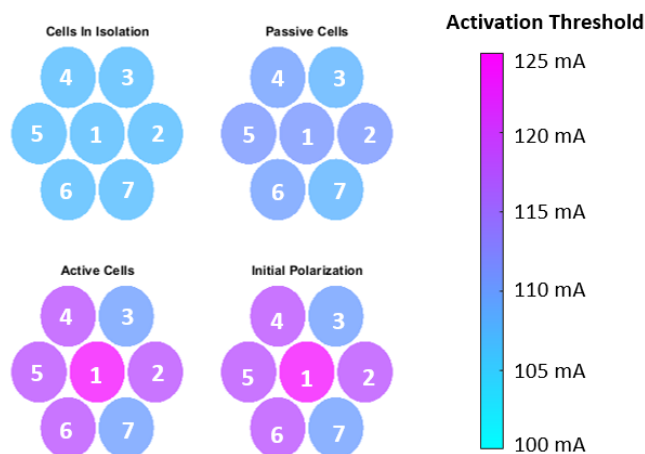 Activation Threshold
Cells In Isolation
4 3
5 1 2
6 7
Passive Cells
4 3
5 1 2
6 7
Active Cells
4 3
5 1 2
6 7
Initial Polarization
4 3
5 1 2
6 7
125 mA
120 mA
115 mA
110 mA
105 mA
100 mA